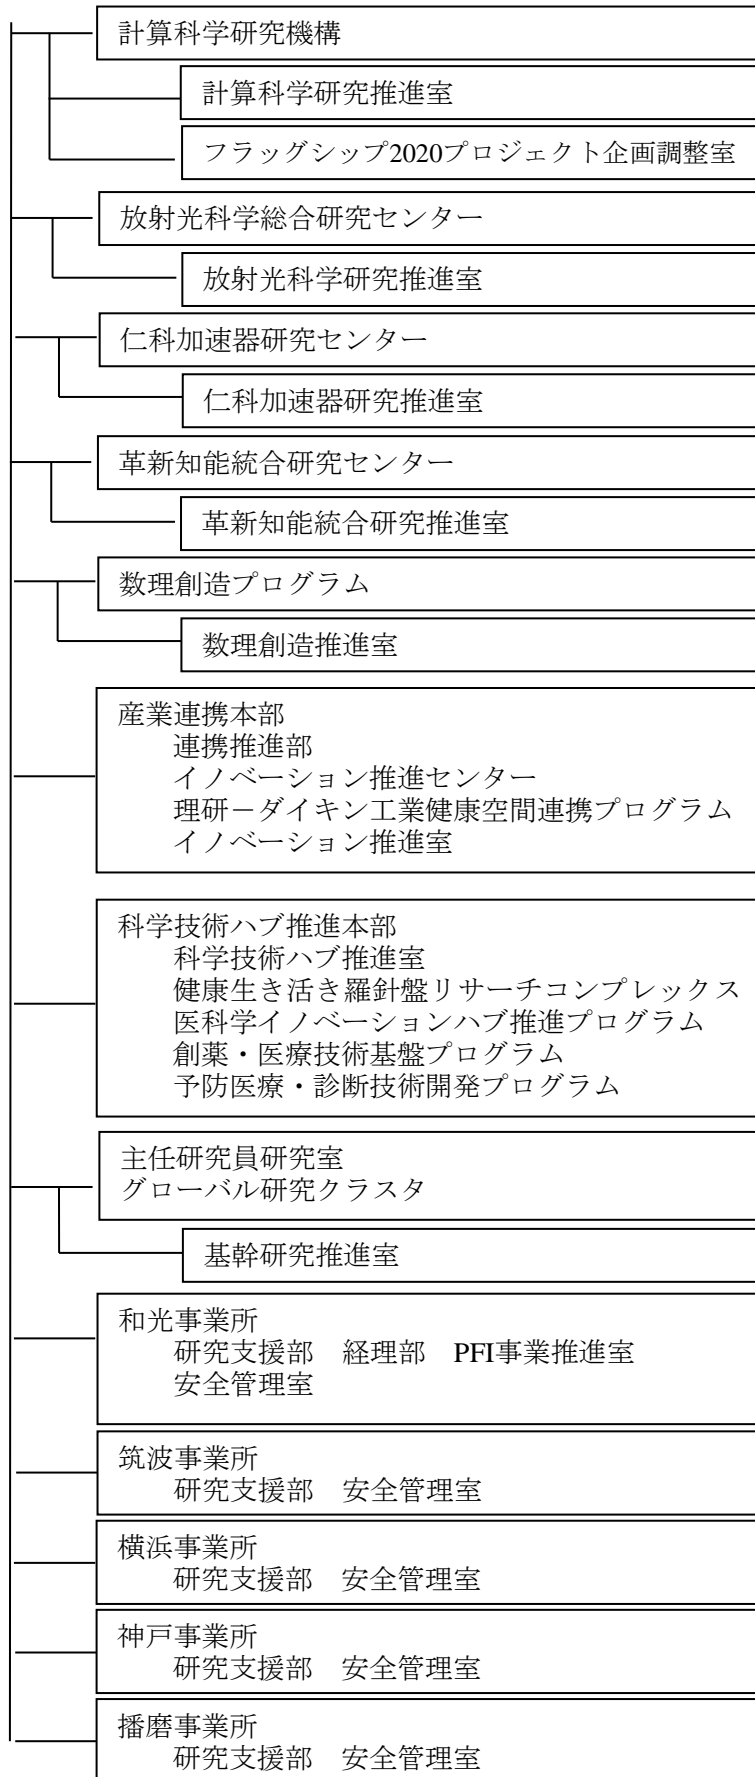 計算科学研究機構
計算科学研究推進室
フラッグシップ2020プロジェクト企画調整室
放射光科学総合研究センター
放射光科学研究推進室
仁科加速器研究センター
仁科加速器研究推進室
革新知能統合研究センター
革新知能統合研究推進室
数理創造プログラム
数理創造推進室
産業連携本部
連携推進部
イノベーション推進センター
理研－ダイキン工業健康空間連携プログラム
イノベーション推進室
科学技術ハブ推進本部
科学技術ハブ推進室
健康生き活き羅針盤リサーチコンプレックス
医科学イノベーションハブ推進プログラム
創薬・医療技術基盤プログラム
予防医療・診断技術開発プログラム
主任研究員研究室
グローバル研究クラスタ
基幹研究推進室
和光事業所
研究支援部　経理部　PFI事業推進室
安全管理室
筑波事業所
研究支援部　安全管理室
横浜事業所
研究支援部　安全管理室
神戸事業所
研究支援部　安全管理室
播磨事業所
研究支援部　安全管理室